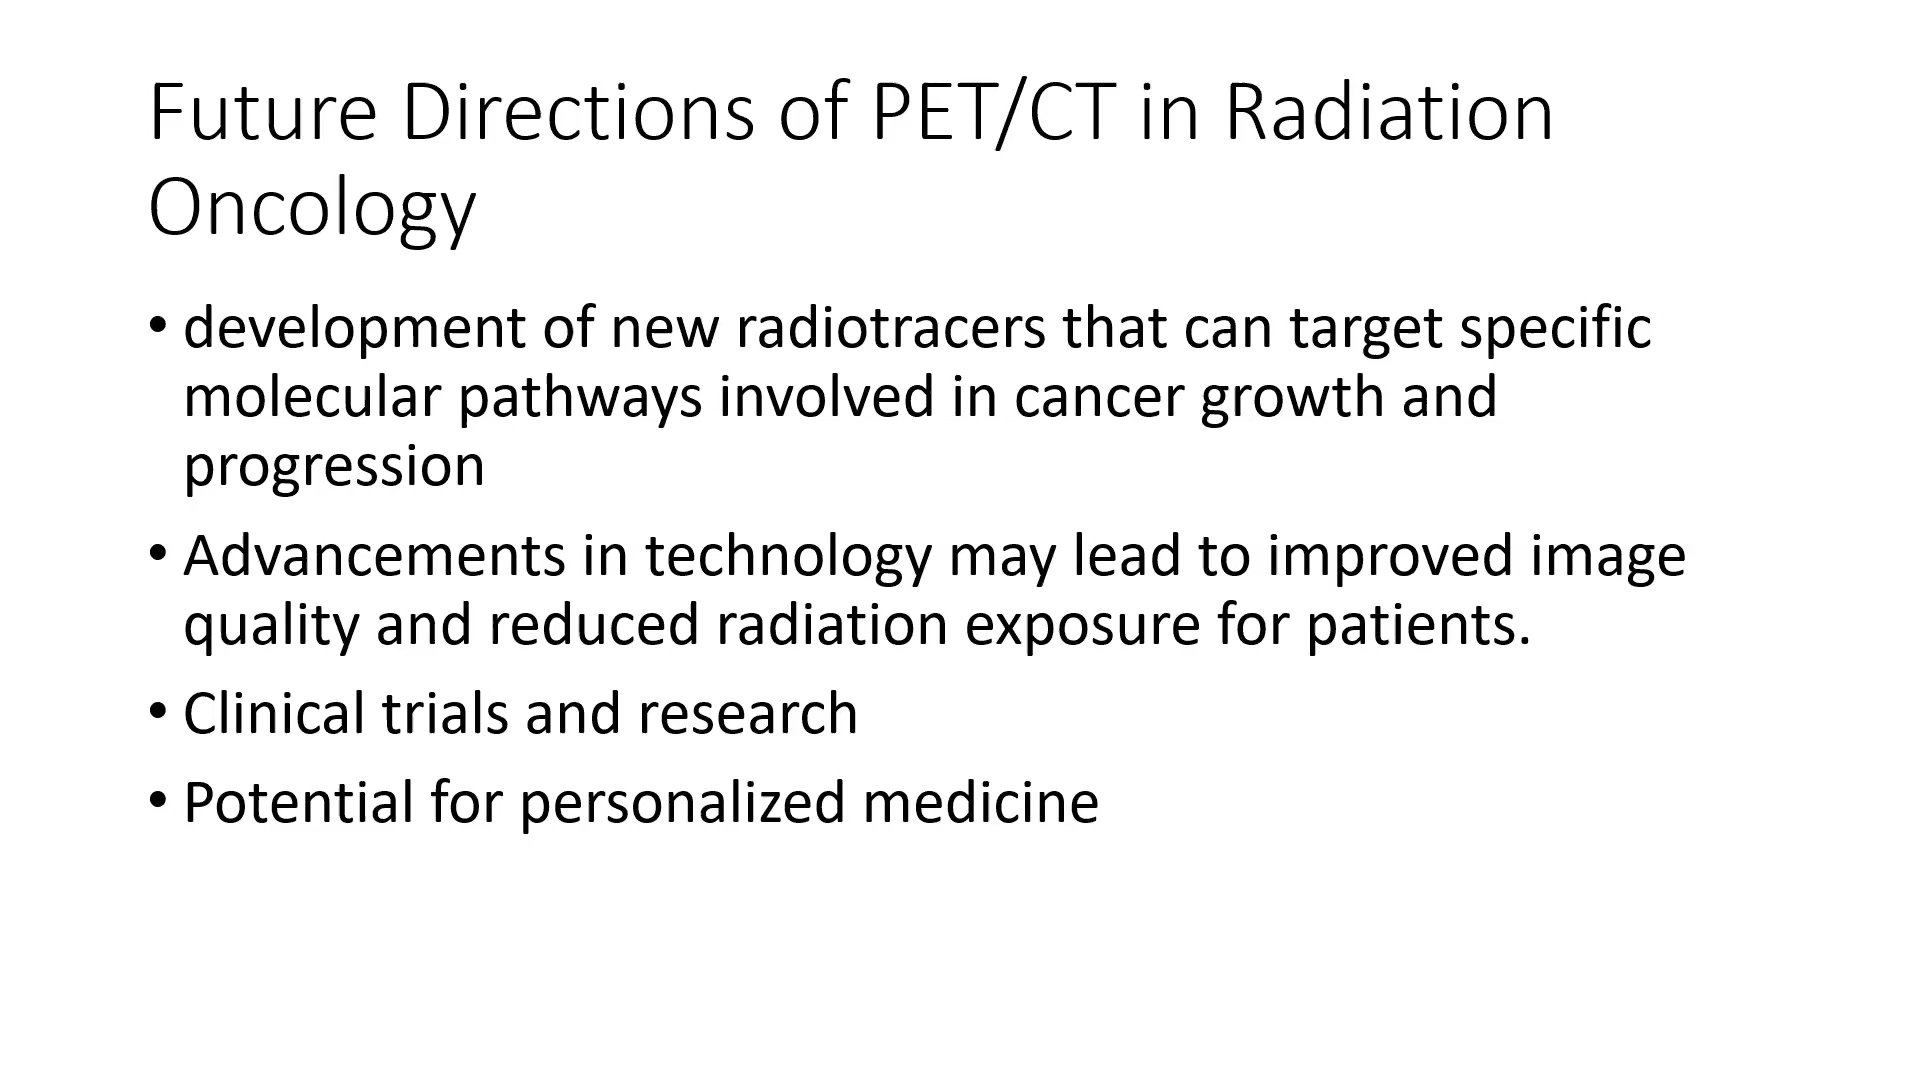 Future Directions of PET/CT in Radiation
Oncology
• development of new radiotracers that can target specific
molecular pathways involved in cancer growth and
progression
• Advancements in technology may lead to improved image
quality and reduced radiation exposure for patients.
• Clinical trials and research
• Potential for personalized medicine